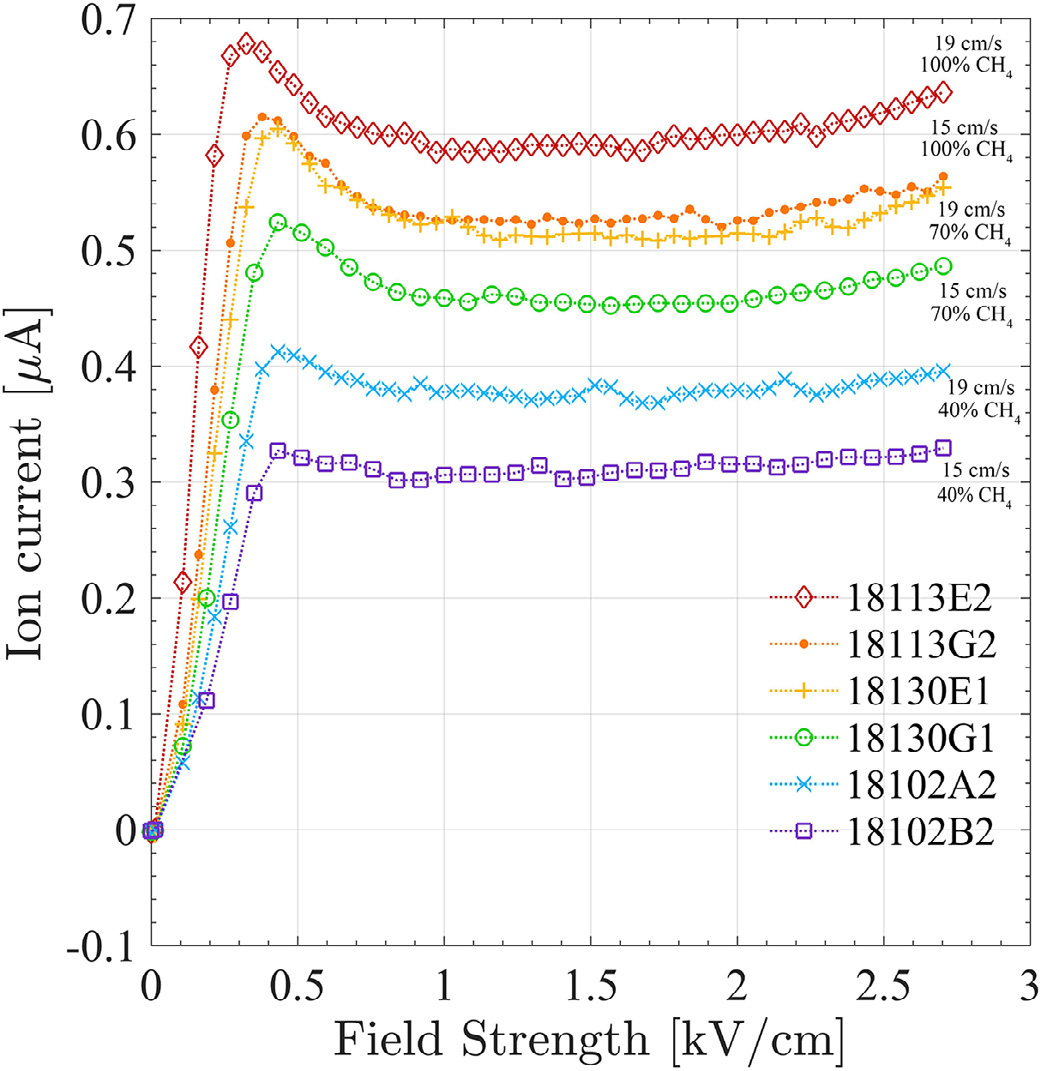 0.7
0.6
0.5
0.4
0.3
0.2
0.1
0
-0.1
Ion current [μA]
19 cm/s
100% CH₄
15 cm/s
100% CH₄
19 cm/s
70% CH₄
15 cm/s
70% CH₄
19 cm/s
40% CH₄
15 cm/s
40% CH₄
18113E2
18113G2
18130E1
18130G1
18102A2
18102B2
0 0.5 1 1.5 2 2.5 3
Field Strength [kV/cm]